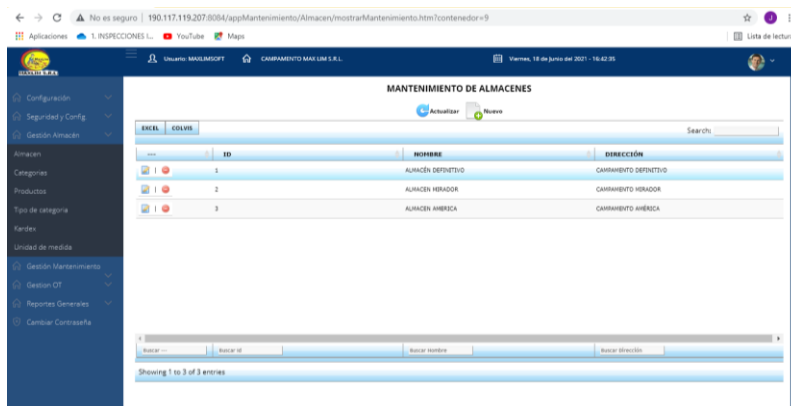 No es seguro | 190.117.119.207:8084/appMantenimiento/Almacen/mostrarMantenimiento.htm?contenedor=9
Aplicaciones 1. INSPECCIONES I... YouTube Maps Lista de lectur
MAXLIM S.R.L. Usuario: MAXLIMSOFT CAMPAMENTO MAX LIM S.R.L. Viernes, 18 de Junio del 2021 - 16:42:35
MANTENIMIENTO DE ALMACENES
Actualizar Nuevo
Configuración
Seguridad y Config.
Gestión Almacén
Almacen
Categorias
Productos
Tipo de categoria
Kardex
Unidad de medida
Gestión Mantenimiento
Gestion OT
Reportes Generales
Cambiar Contraseña
EXCEL COLVIS
Search:
--- ID NOMBRE DIRECCIÓN
| 1 ALMACÉN DEFINITIVO CAMPAMENTO DEFINITIVO
| 2 ALMACEN MIRADOR CAMPAMENTO MIRADOR
| 3 ALMACEN AMERICA CAMPAMENTO AMÉRICA
Buscar --- Buscar Id Buscar Nombre Buscar Dirección
Showing 1 to 3 of 3 entries